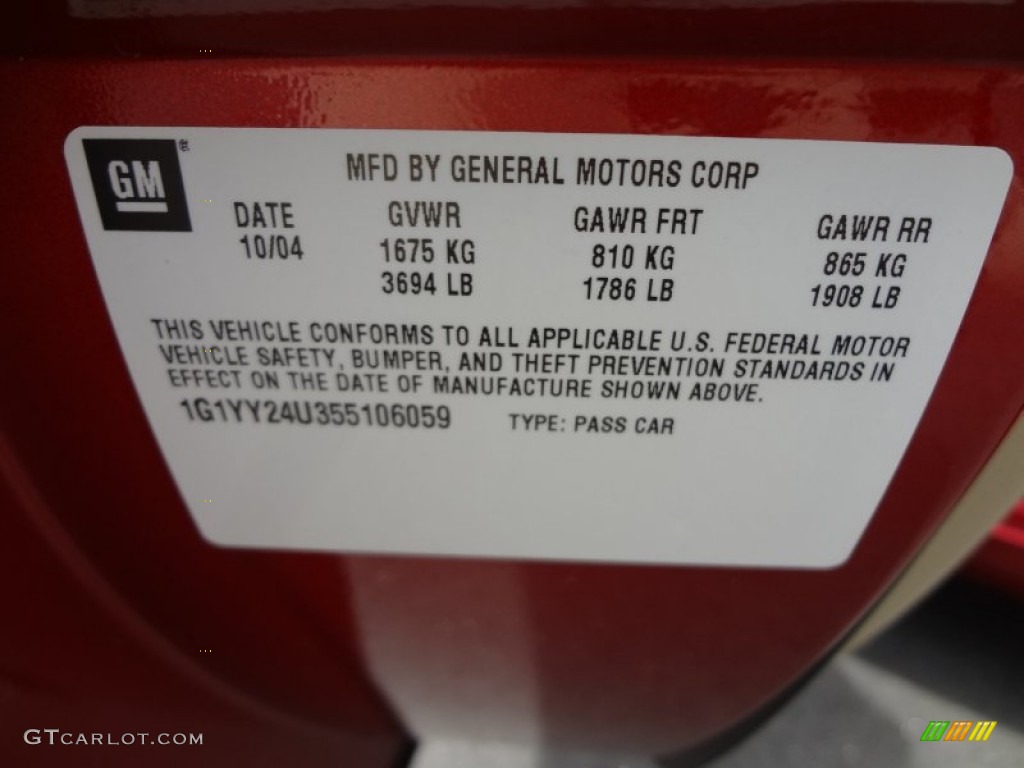 GM®
MFD BY GENERAL MOTORS CORP
DATE GVWR GAWR FRT GAWR RR
10/04 1675 KG 810 KG 865 KG
3694 LB 1786 LB 1908 LB
THIS VEHICLE CONFORMS TO ALL APPLICABLE U.S. FEDERAL MOTOR
VEHICLE SAFETY, BUMPER, AND THEFT PREVENTION STANDARDS IN
EFFECT ON THE DATE OF MANUFACTURE SHOWN ABOVE.
1G1YY24U355106059 TYPE: PASS CAR
GTCARLOT.COM